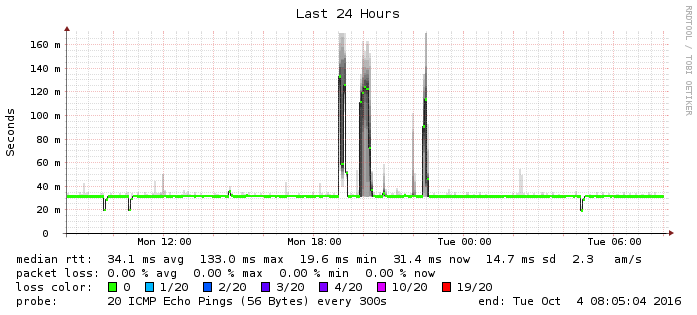 Last 24 Hours
RRDTOOL / TOBI OETIKER
Seconds
160 m
140 m
120 m
100 m
80 m
60 m
40 m
20 m
0
Mon 12:00 Mon 18:00 Tue 00:00 Tue 06:00
median rtt: 34.1 ms avg 133.0 ms max 19.6 ms min 31.4 ms now 14.7 ms sd 2.3 am/s
packet loss: 0.00 % avg 0.00 % max 0.00 % min 0.00 % now
loss color: 0 1/20 2/20 3/20 4/20 10/20 19/20
probe: 20 ICMP Echo Pings (56 Bytes) every 300s end: Tue Oct 4 08:05:04 2016